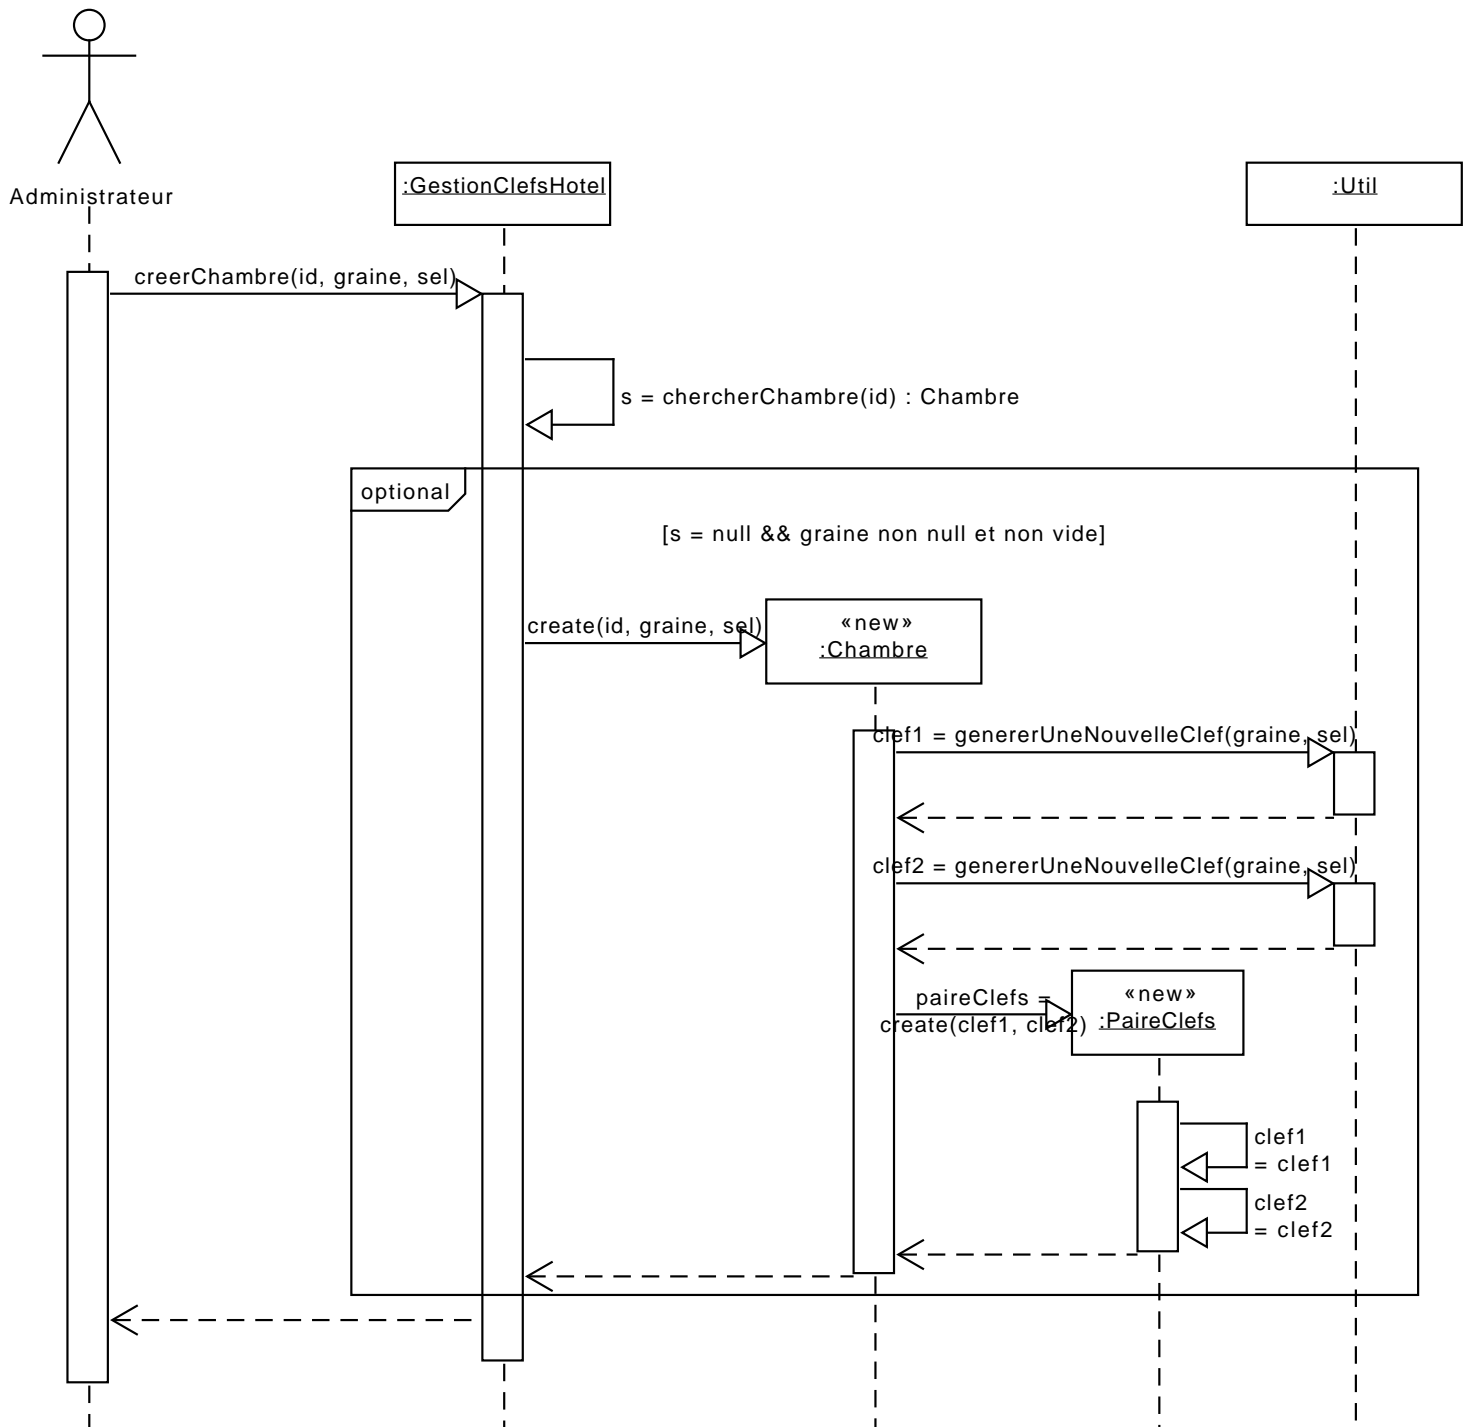 Administrateur
:GestionClefsHotel
:Util
creerChambre(id, graine, sel)
s = chercherChambre(id) : Chambre
optional
[s = null && graine non null et non vide]
create(id, graine, sel)
«new»
:Chambre
clef1 = genererUneNouvelleClef(graine, sel)
clef2 = genererUneNouvelleClef(graine, sel)
paireClefs =
create(clef1, clef2)
«new»
:PaireClefs
clef1
= clef1
clef2
= clef2